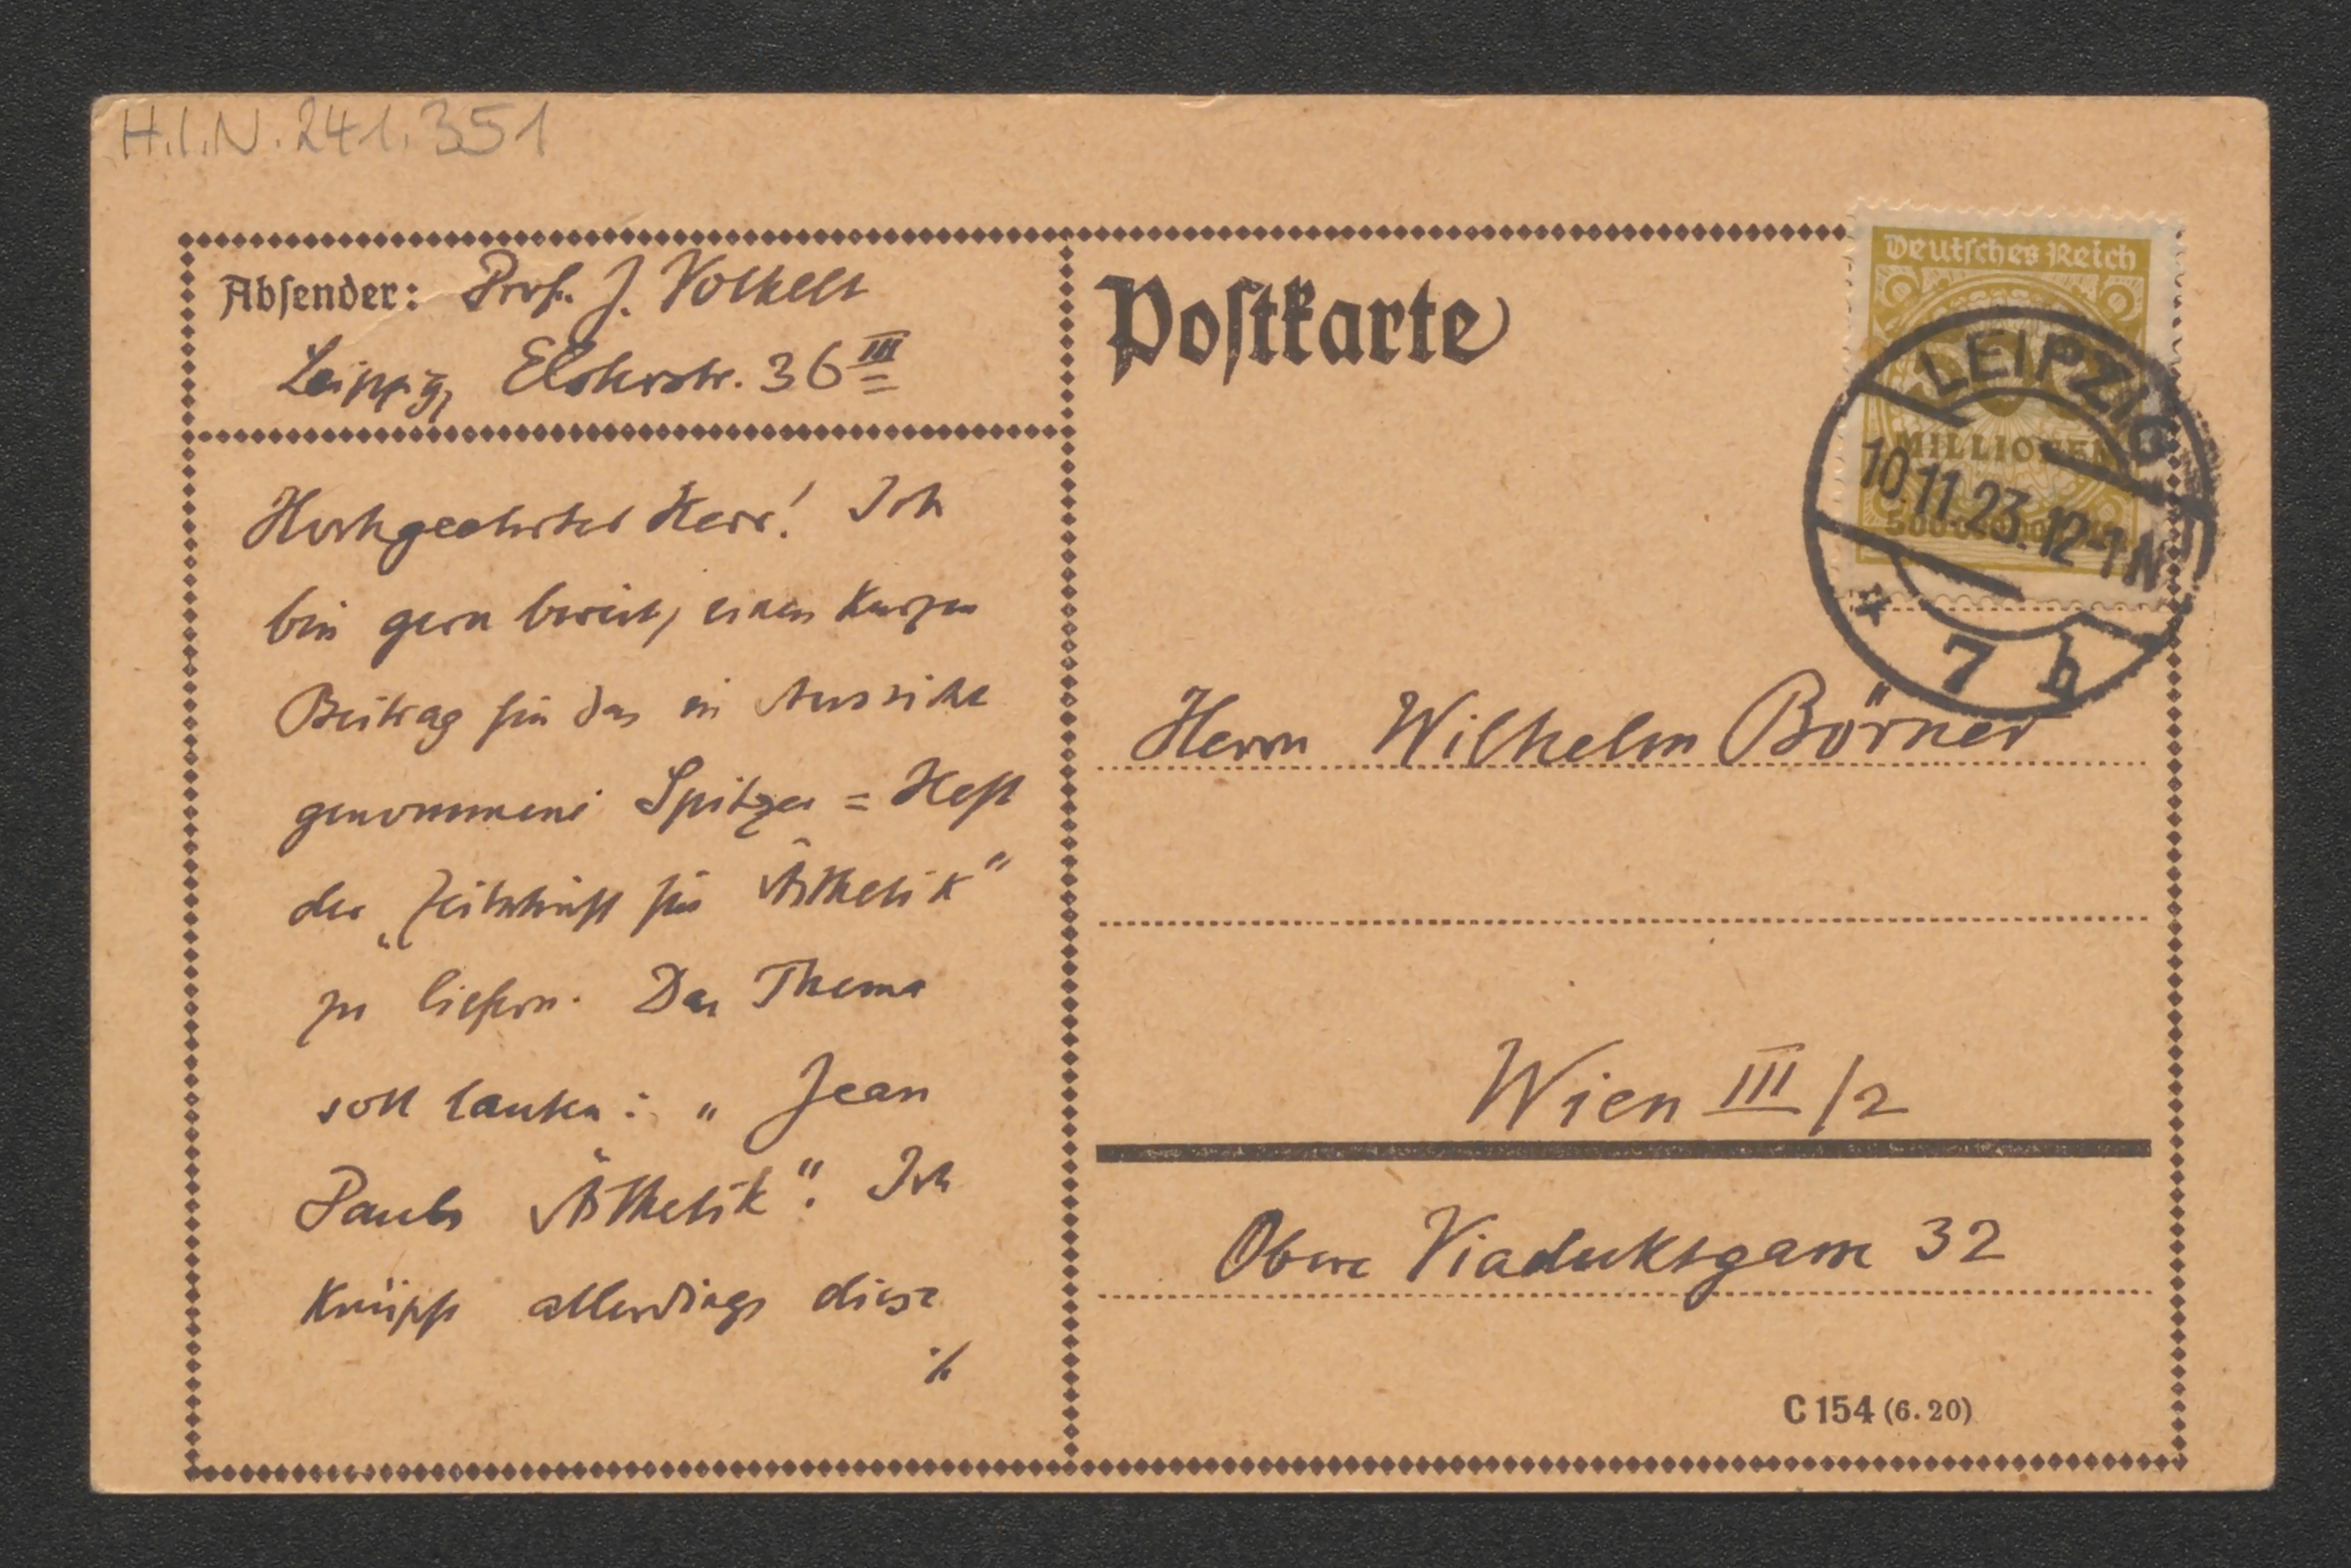 H.I.N. 241.351
Absender: Prof. J. Volkelt
Leipzig, Elsterstr. 36 III
Hochgeehrter Herr! Ich
bin gern bereit, einen kurzen
Beitrag für das in Aussicht
genommene Spitzer=Heft
der „Zeitschrift für Ästhetik“
zu liefern. Das Thema
soll lauten: „Jean
Pauls Ästhetik“. Ich
knüpfe allerdings diese
./.
Postkarte
Deutsches Reich
500
MILLIONEN
LEIPZIG
10.11.23.12-1N
* 7 b
Herrn Wilhelm Börner
Wien III/2
Obere Viaduktgasse 32
C 154 (6.20)